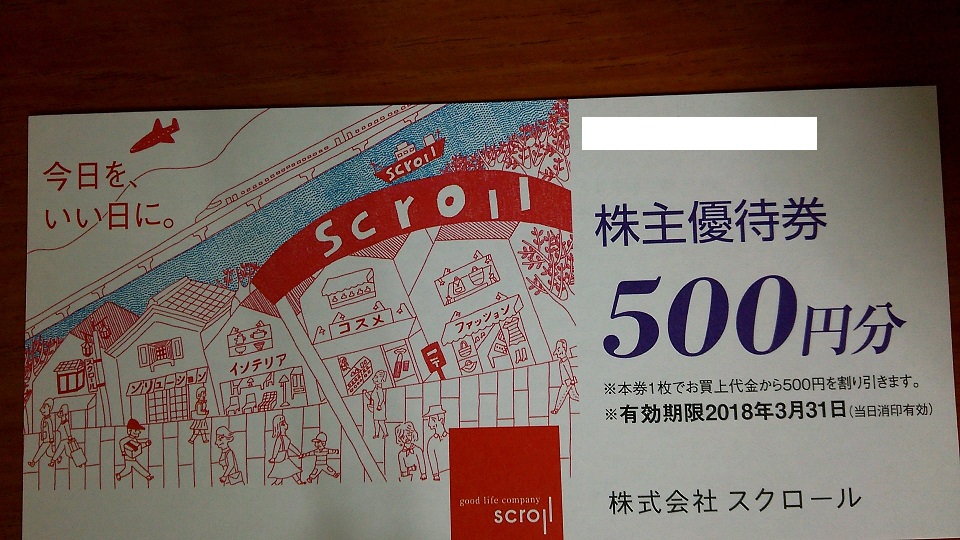 今日を、
いい日に。
scroll
scroll
コスメ
ファッション
インテリア
ソリューション
〒
good life company
scroll
株主優待券
500円分
※本券1枚でお買上代金から500円を割り引きます。
※有効期限2018年3月31日(当日消印有効)
株式会社 スクロール